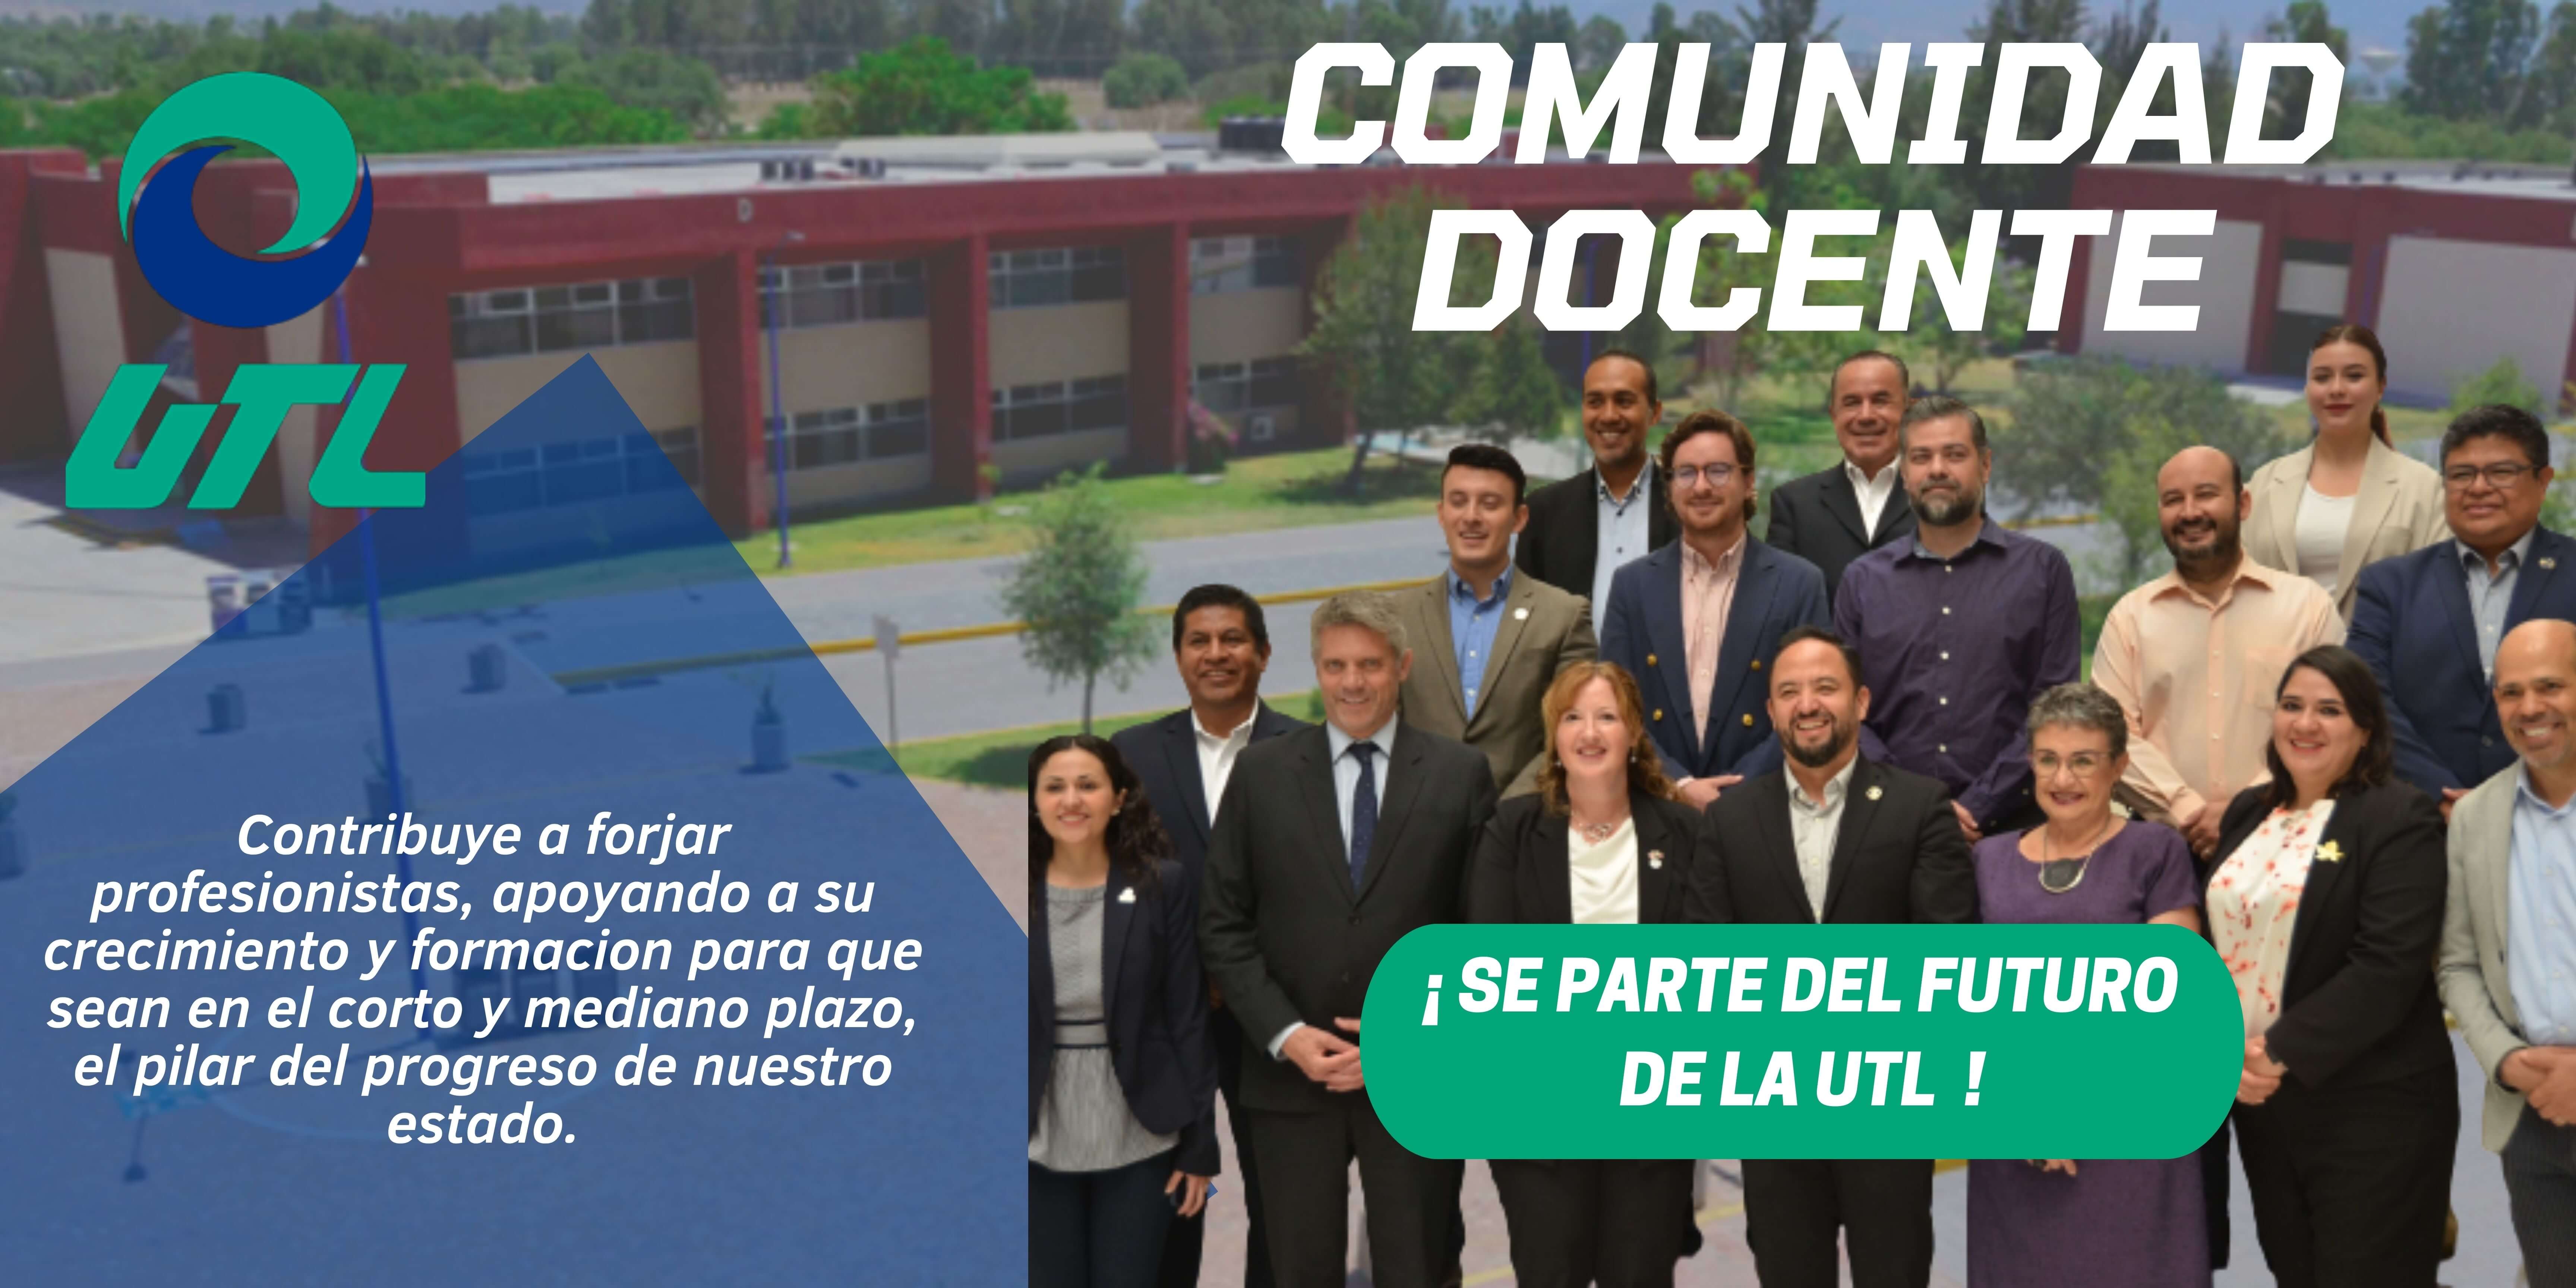 UTL
COMUNIDAD
DOCENTE
Contribuye a forjar
profesionistas, apoyando a su
crecimiento y formacion para que
sean en el corto y mediano plazo,
el pilar del progreso de nuestro
estado.
¡ SE PARTE DEL FUTURO
DE LA UTL !
D